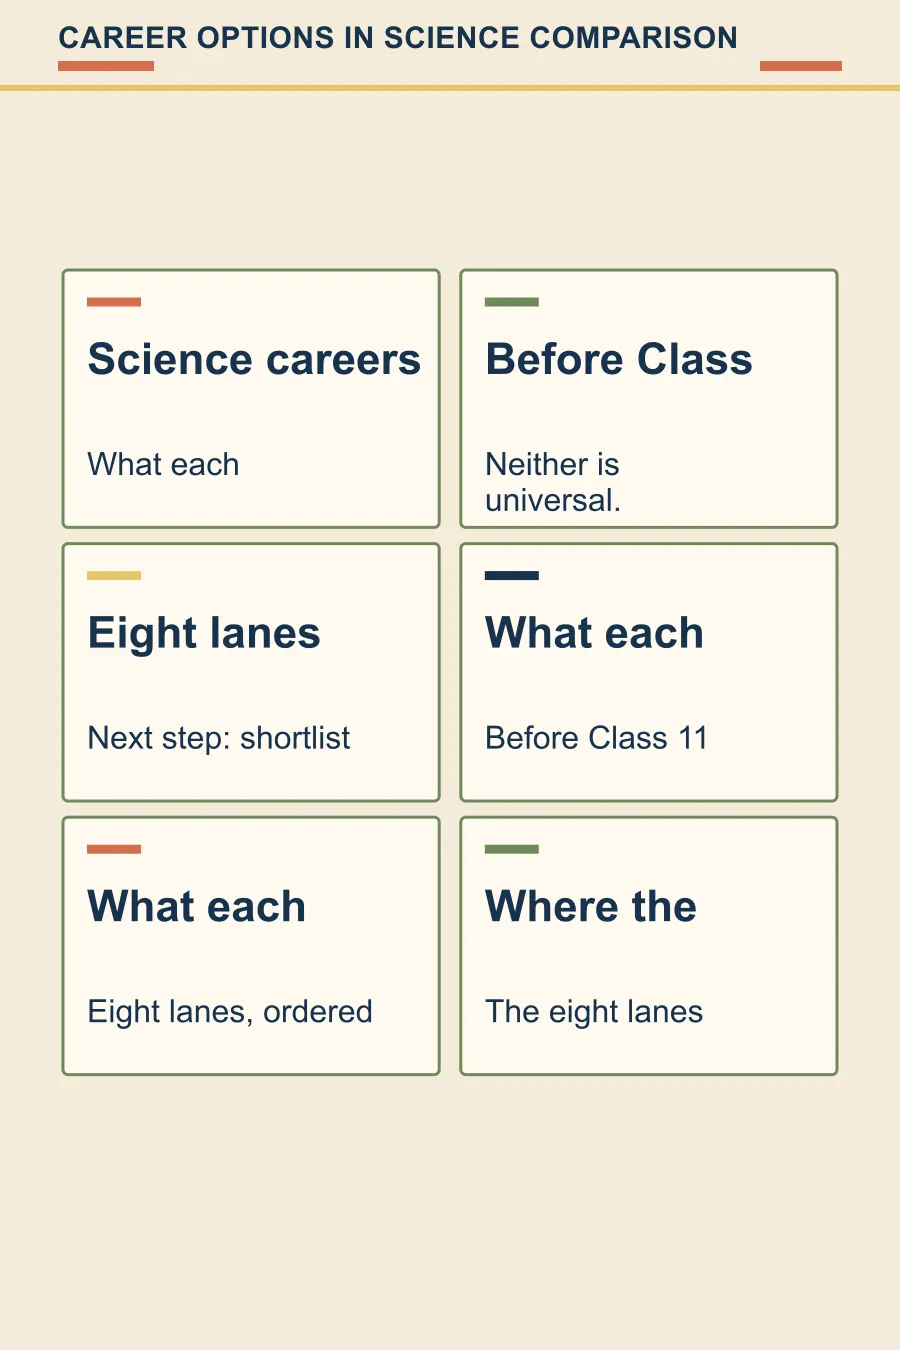 CAREER OPTIONS IN SCIENCE COMPARISON
Science careers
What each
Before Class
Neither is
universal.
Eight lanes
Next step: shortlist
What each
Before Class 11
What each
Eight lanes, ordered
Where the
The eight lanes